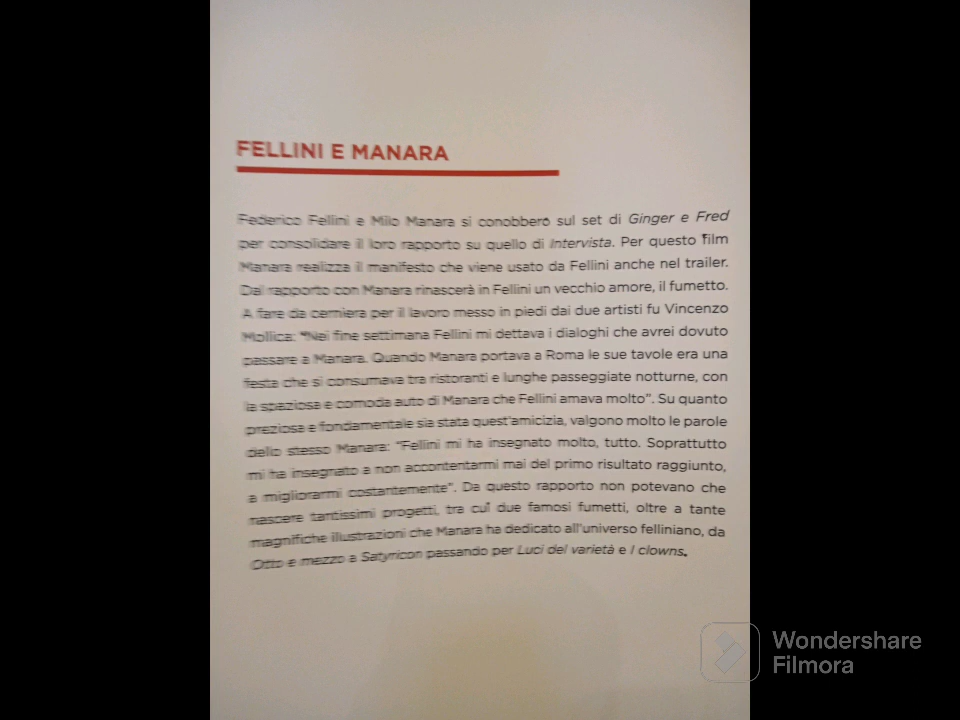 FELLINI E MANARA
Federico Fellini e Milo Manara si conobbero sul set di Ginger e Fred
per consolidare il loro rapporto su quello di Intervista. Per questo film
Manara realizza il manifesto che viene usato da Fellini anche nel trailer.
Dal rapporto con Manara rinascerà in Fellini un vecchio amore, il fumetto.
A fare da cerniera per il lavoro messo in piedi dai due artisti fu Vincenzo
Mollica: “Nei fine settimana Fellini mi dettava i dialoghi che avrei dovuto
passare a Manara. Quando Manara portava a Roma le sue tavole era una
festa che si consumava tra ristoranti e lunghe passeggiate notturne, con
la spaziosa e comoda auto di Manara che Fellini amava molto”. Su quanto
preziosa e fondamentale sia stata quest’amicizia, valgono molto le parole
dello stesso Manara: “Fellini mi ha insegnato molto, tutto. Soprattutto
mi ha insegnato a non accontentarmi mai del primo risultato raggiunto,
a migliorarmi costantemente”. Da questo rapporto non potevano che
nascere tantissimi progetti, tra cui due famosi fumetti, oltre a tante
magnifiche illustrazioni che Manara ha dedicato all’universo felliniano, da
Otto e mezzo a Satyricon passando per Luci del varietà e I clowns.
Wondershare
Filmora